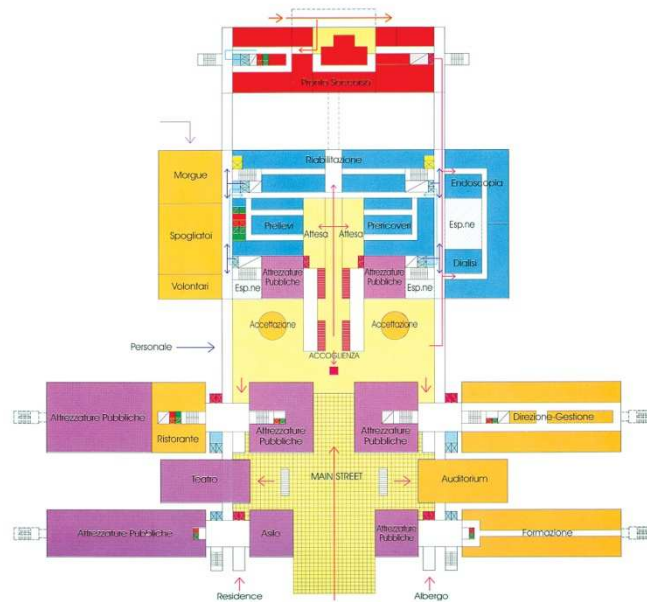 Pronto Soccorso
Riabilitazione
Morgue
Endoscopia
Spogliatoi
Prelievi
Attesa
Attesa
Prericoveri
Esp.ne
Dialisi
Volontari
Esp.ne
Attrezzature
Pubbliche
Attrezzature
Pubbliche
Esp.ne
Accettazione
Accettazione
Personale
ACCOGLIENZA
Attrezzature Pubbliche
Ristorante
Attrezzature
Pubbliche
Attrezzature
Pubbliche
Direzione-Gestione
Teatro
MAIN STREET
Auditorium
Attrezzature Pubbliche
Asilo
Attrezzature
Pubbliche
Formazione
Residence
Albergo